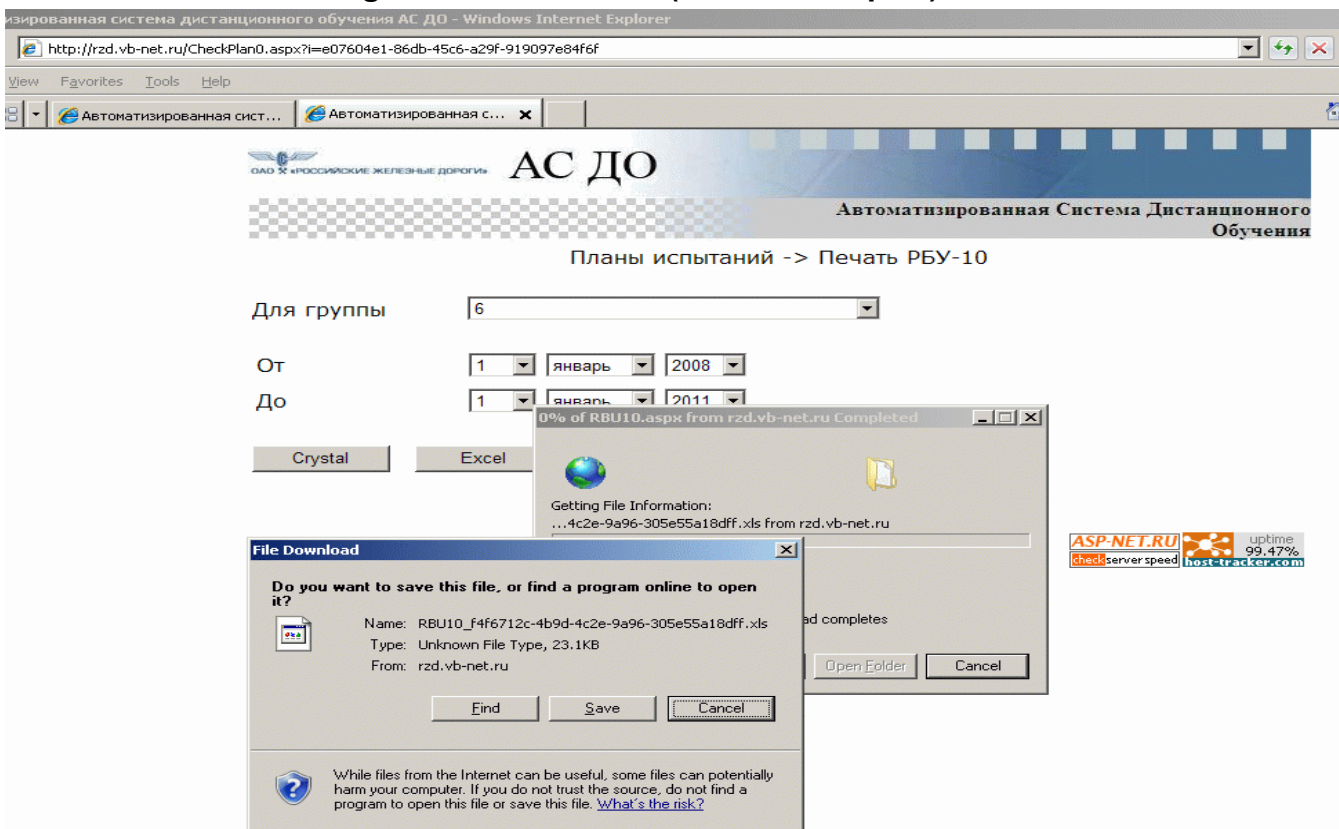 изированная система дистанционного обучения АС ДО - Windows Internet Explorer
http://rzd.vb-net.ru/CheckPlan0.aspx?i=e07604e1-86db-45c6-a29f-919097e84f6f
View Favorites Tools Help
Автоматизированная сист... Автоматизированная с...
ОАО «РОССИЙСКИЕ ЖЕЛЕЗНЫЕ ДОРОГИ» АС ДО
Автоматизированная Система Дистанционного
Обучения
Планы испытаний -> Печать РБУ-10
Для группы 6
От 1 январь 2008
До 1 январь 2011
0% of RBU10.aspx from rzd.vb-net.ru Completed
Crystal Excel
Getting File Information:
...4c2e-9a96-305e55a18dff.xls from rzd.vb-net.ru
ASP-NET.RU
check server speed
uptime
99.47%
host-tracker.com
File Download
Do you want to save this file, or find a program online to open
it?
Name: RBU10_f4f6712c-4b9d-4c2e-9a96-305e55a18dff.xls
Type: Unknown File Type, 23.1KB
From: rzd.vb-net.ru
ad completes
Open Folder Cancel
Find Save Cancel
While files from the Internet can be useful, some files can potentially
harm your computer. If you do not trust the source, do not find a
program to open this file or save this file. What's the risk?